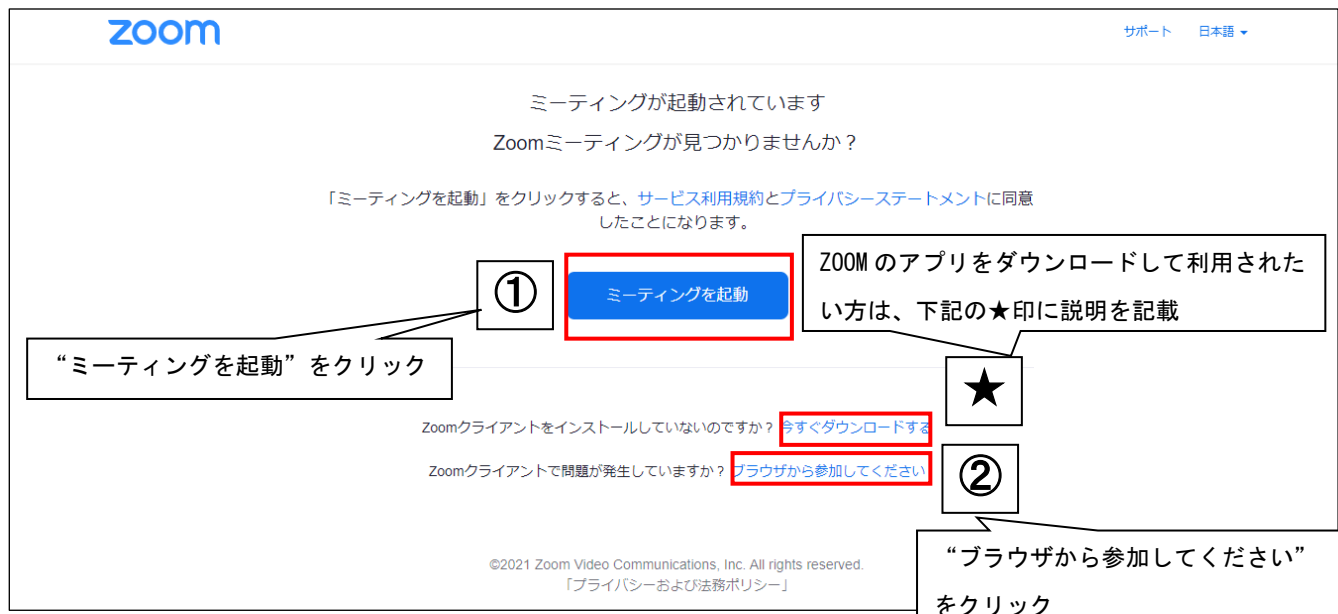 zoom
サポート 日本語
ミーティングが起動されています
Zoomミーティングが見つかりませんか？
「ミーティングを起動」をクリックすると、サービス利用規約とプライバシーステートメントに同意
したことになります。
ZOOM のアプリをダウンロードして利用された
い方は、下記の★印に説明を記載
① ミーティングを起動
“ミーティングを起動”をクリック
★
Zoomクライアントをインストールしていないのですか？ 今すぐダウンロードする
Zoomクライアントで問題が発生していますか？ ブラウザから参加してください
②
“ブラウザから参加してください”
をクリック
©2021 Zoom Video Communications, Inc. All rights reserved.
「プライバシーおよび法務ポリシー」